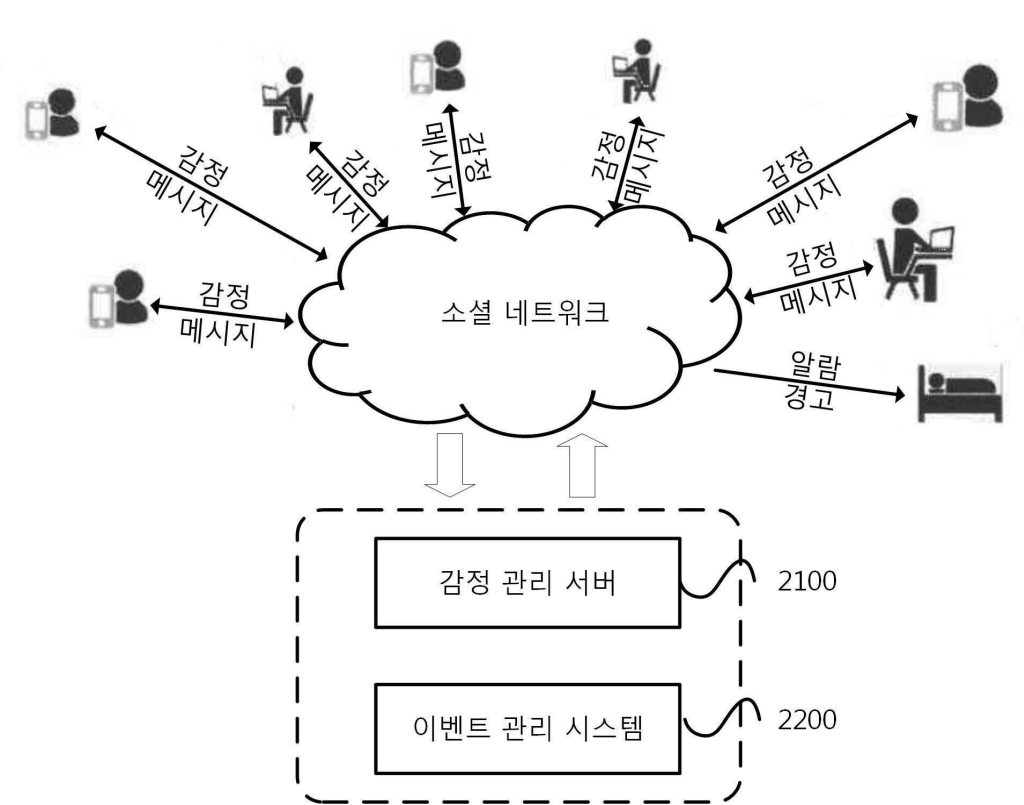 감정
메시지
감정
메시지
감정
메시지
감정
메시지
감정
메시지
감정
메시지
감정
메시지
소셜 네트워크
알람
경고
감정 관리 서버
2100
이벤트 관리 시스템
2200